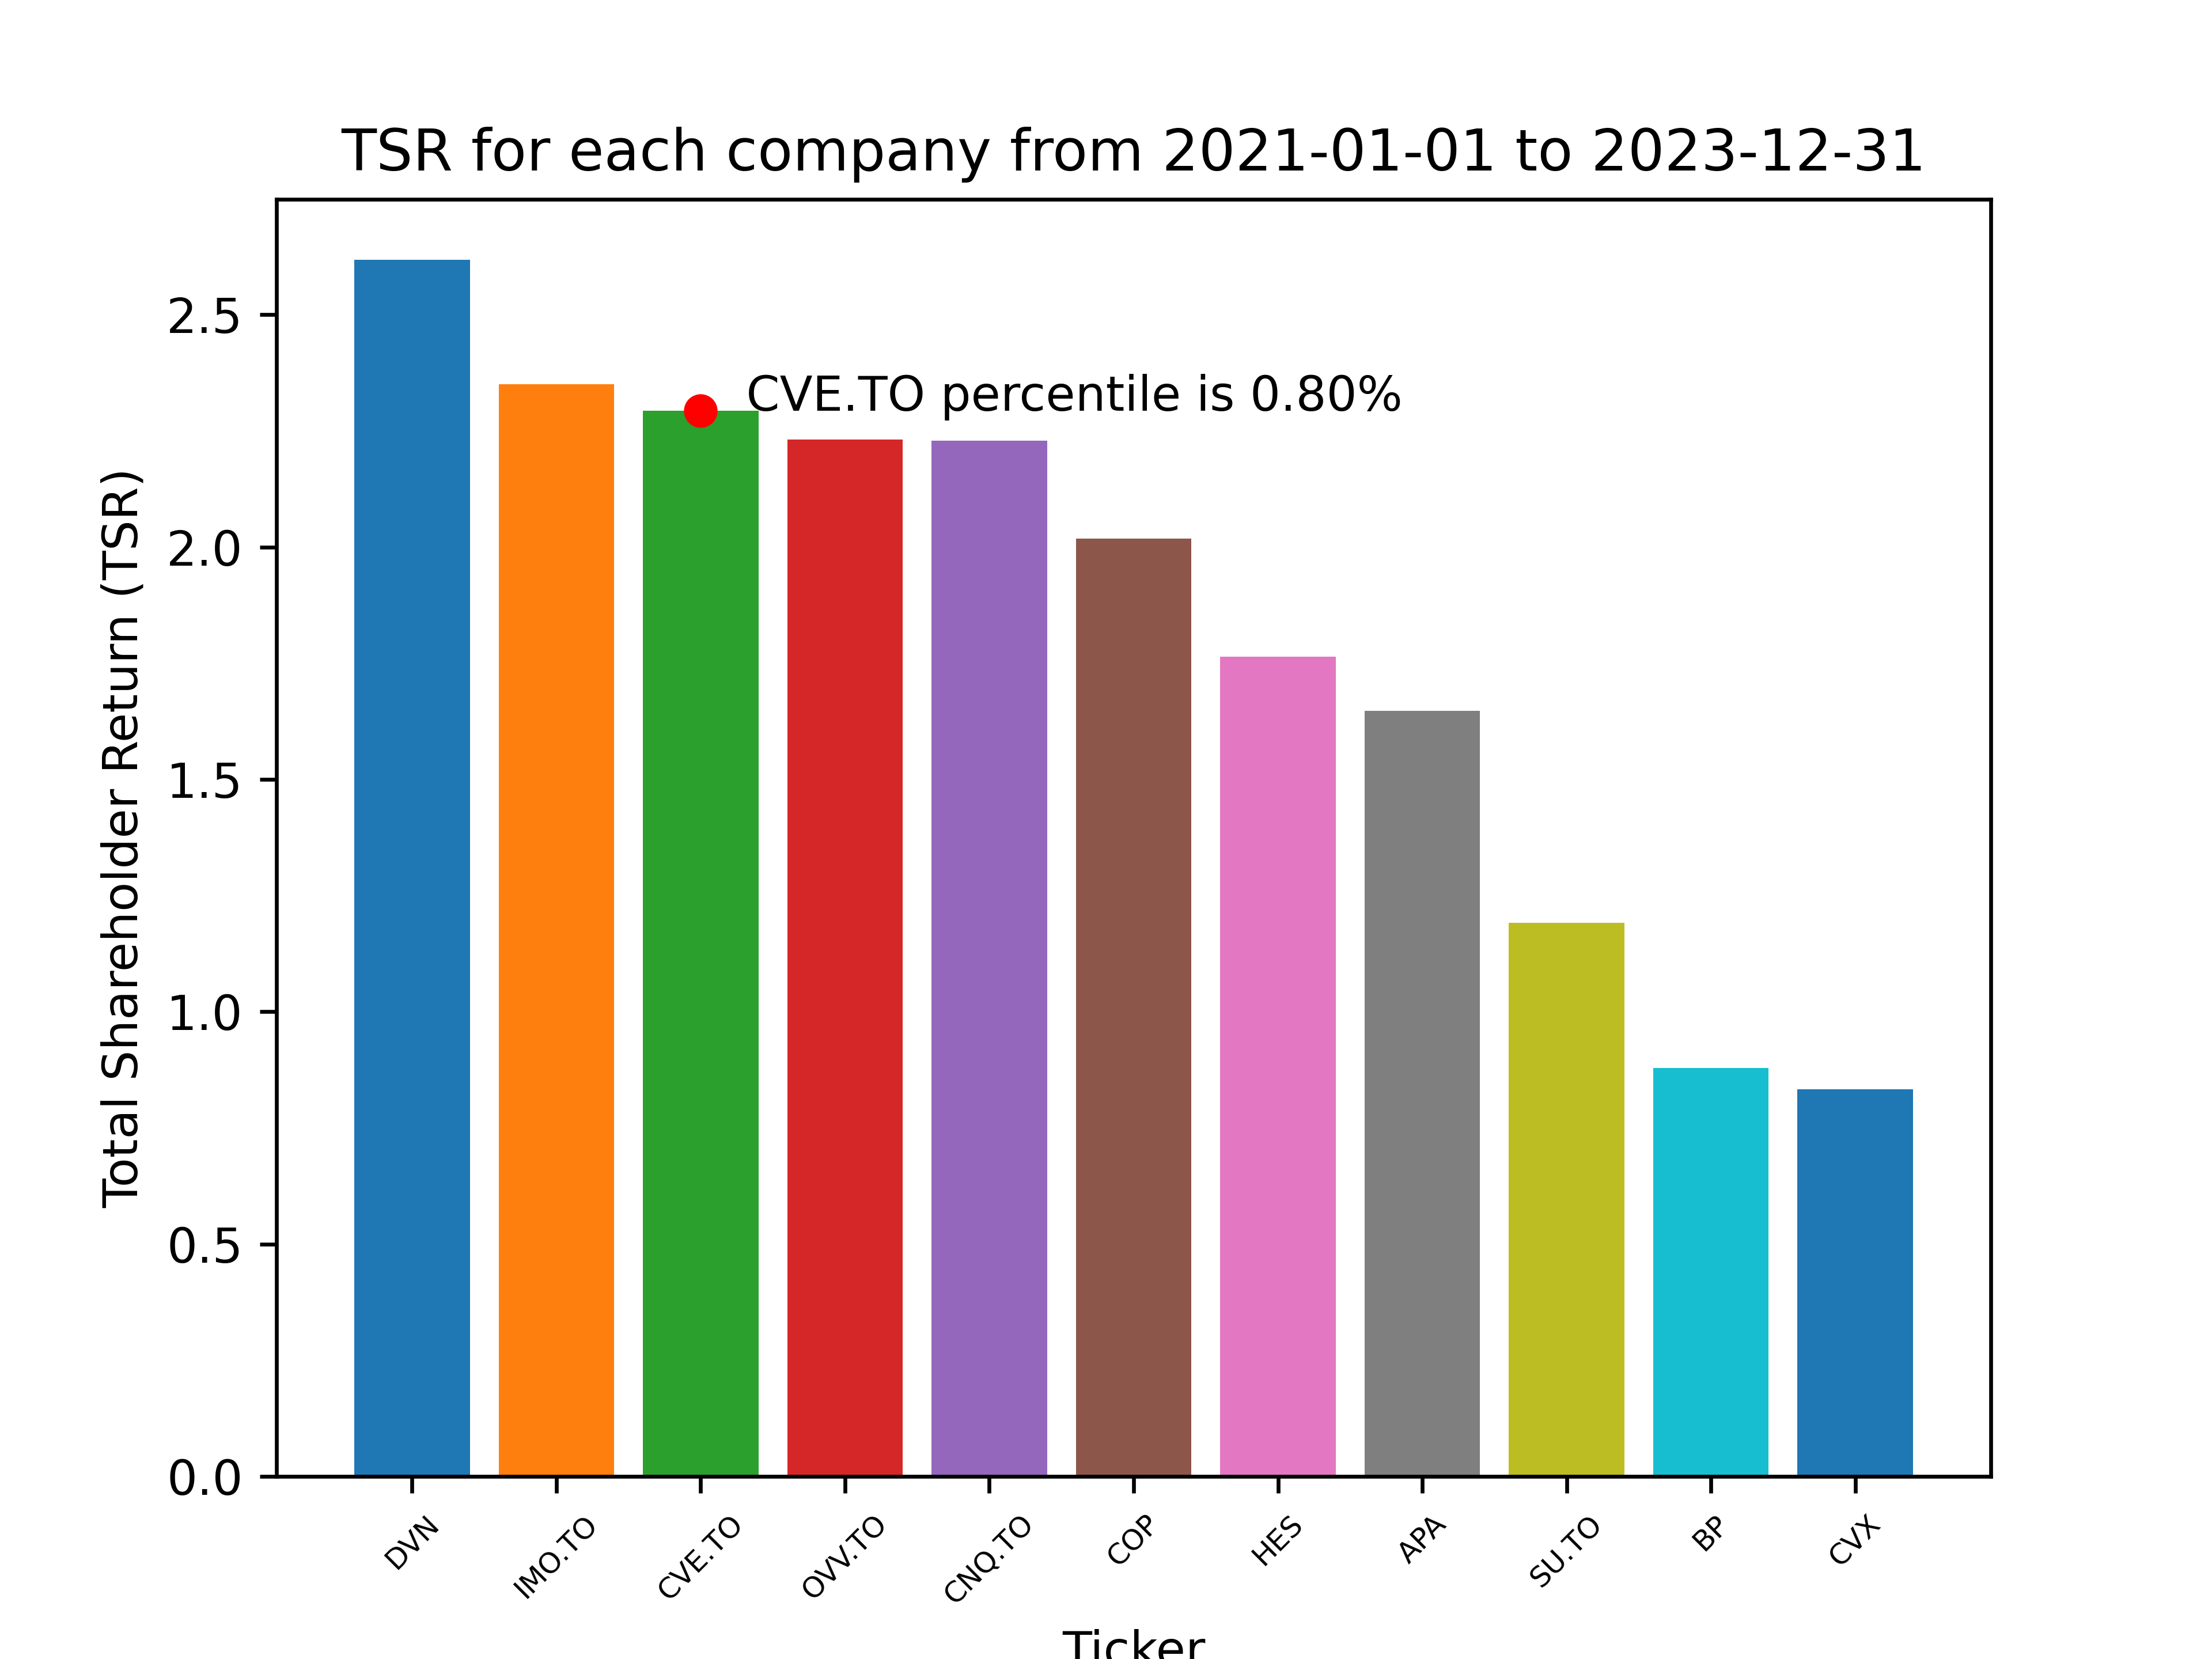 TSR for each company from 2021-01-01 to 2023-12-31
Total Shareholder Return (TSR)
2.5
2.0
1.5
1.0
0.5
0.0
CVE.TO percentile is 0.80%
DVN
IMO.TO
CVE.TO
OVV.TO
CNQ.TO
COP
HES
APA
SU.TO
BP
CVX
Ticker